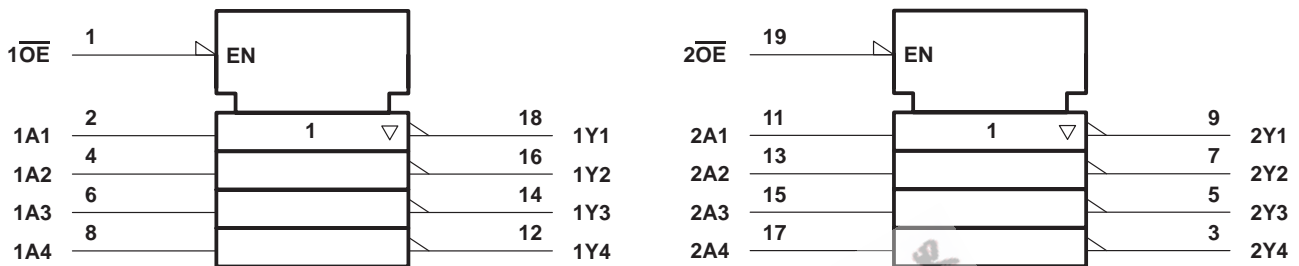 1O̅E̅ 1 EN
2 1 18
1A1 1Y1
4 16
1A2 1Y2
6 14
1A3 1Y3
8 12
1A4 1Y4
2O̅E̅ 19 EN
11 1 9
2A1 2Y1
13 7
2A2 2Y2
15 5
2A3 2Y3
17 3
2A4 2Y4